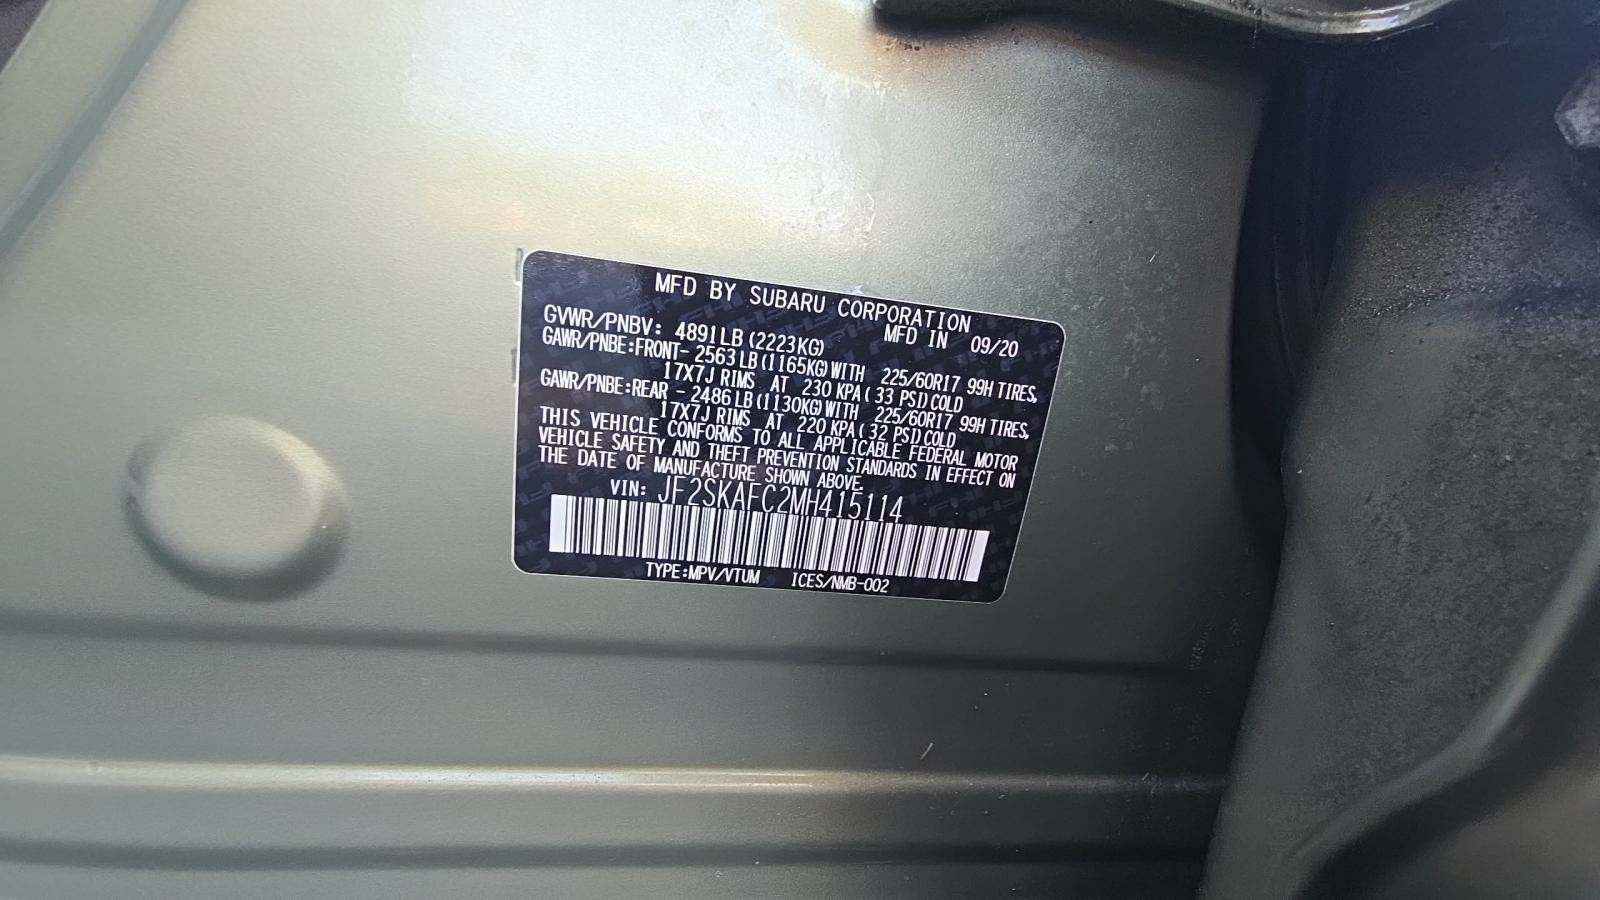 MFD BY SUBARU CORPORATION
GVWR/PNBV: 4891LB(2223KG) MFD IN 09/20
GAWR/PNBE:FRONT- 2563LB(1165KG)WITH 225/60R17 99H TIRES,
17X7J RIMS AT 230 KPA( 33 PSI)COLD
GAWR/PNBE:REAR - 2486LB(1130KG)WITH 225/60R17 99H TIRES,
17X7J RIMS AT 220 KPA( 32 PSI)COLD
THIS VEHICLE CONFORMS TO ALL APPLICABLE FEDERAL MOTOR
VEHICLE SAFETY AND THEFT PREVENTION STANDARDS IN EFFECT ON
THE DATE OF MANUFACTURE SHOWN ABOVE.
VIN: JF2SKAFC2MH415114
TYPE:MPV/VTUM ICES/NMB-002